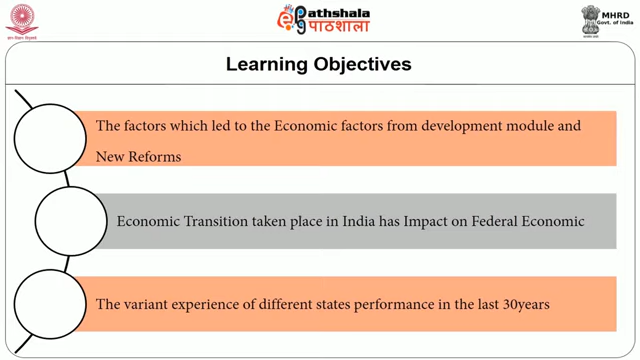 ePathshala
पाठशाला
MHRD
Govt. of India
Learning Objectives
The factors which led to the Economic factors from development module and
New Reforms
Economic Transition taken place in India has Impact on Federal Economic
The variant experience of different states performance in the last 30years